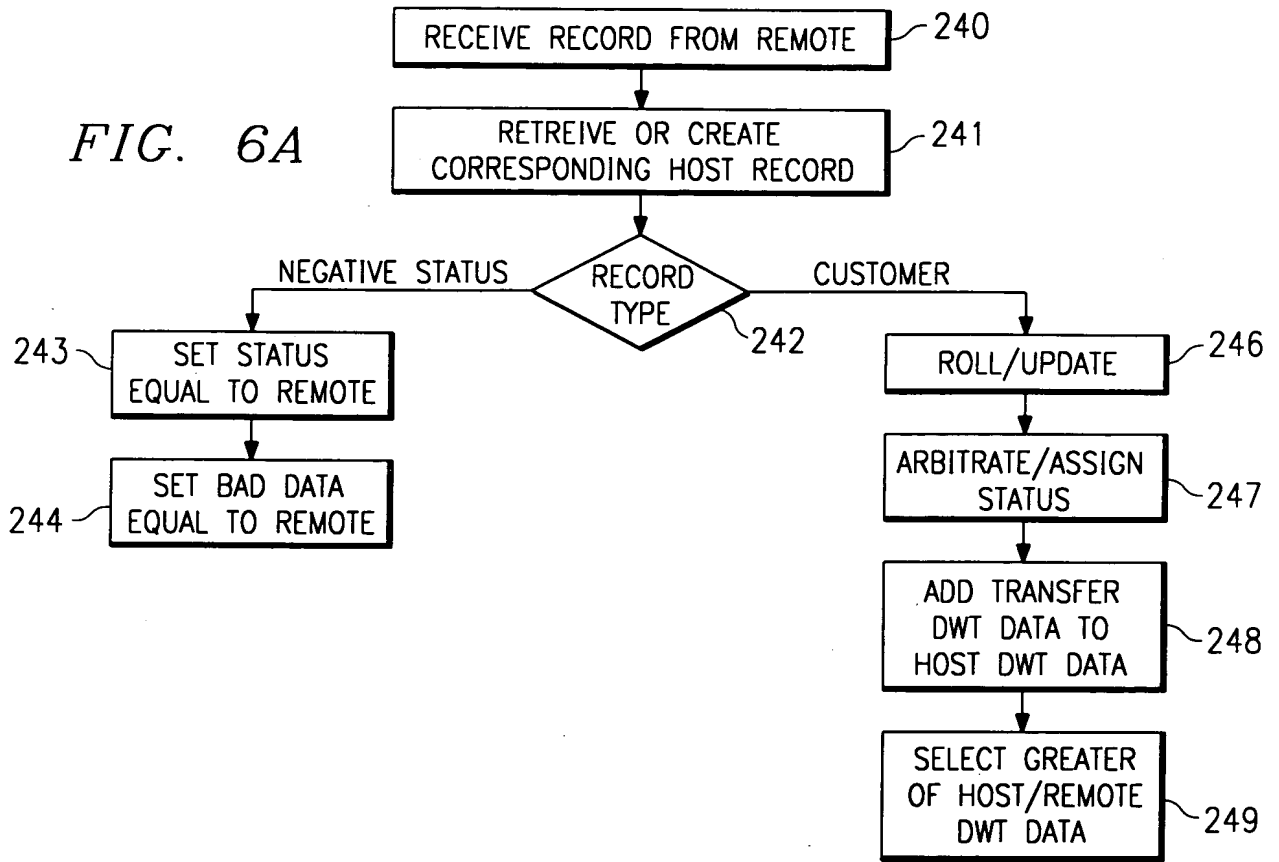 RECEIVE RECORD FROM REMOTE
240
FIG. 6A
RETREIVE OR CREATE
CORRESPONDING HOST RECORD
241
NEGATIVE STATUS
RECORD
TYPE
CUSTOMER
242
243
SET STATUS
EQUAL TO REMOTE
ROLL/UPDATE
246
244
SET BAD DATA
EQUAL TO REMOTE
ARBITRATE/ASSIGN
STATUS
247
ADD TRANSFER
DWT DATA TO
HOST DWT DATA
248
SELECT GREATER
OF HOST/REMOTE
DWT DATA
249